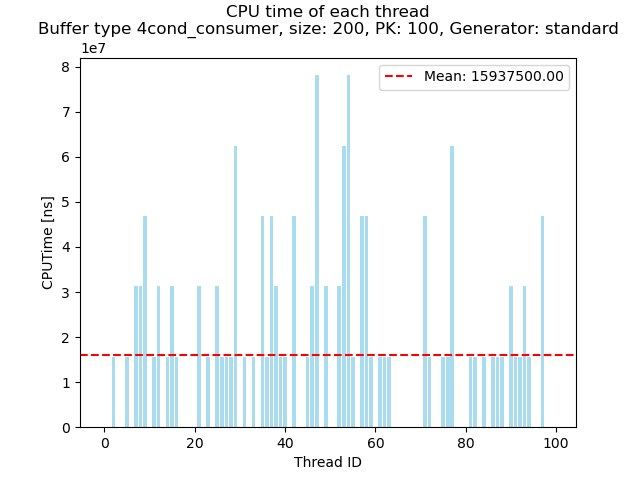 CPU time of each thread
Buffer type 4cond_consumer, size: 200, PK: 100, Generator: standard
1e7
Mean: 15937500.00
8
7
6
5
4
3
2
1
0
CPUTime [ns]
0 20 40 60 80 100
Thread ID